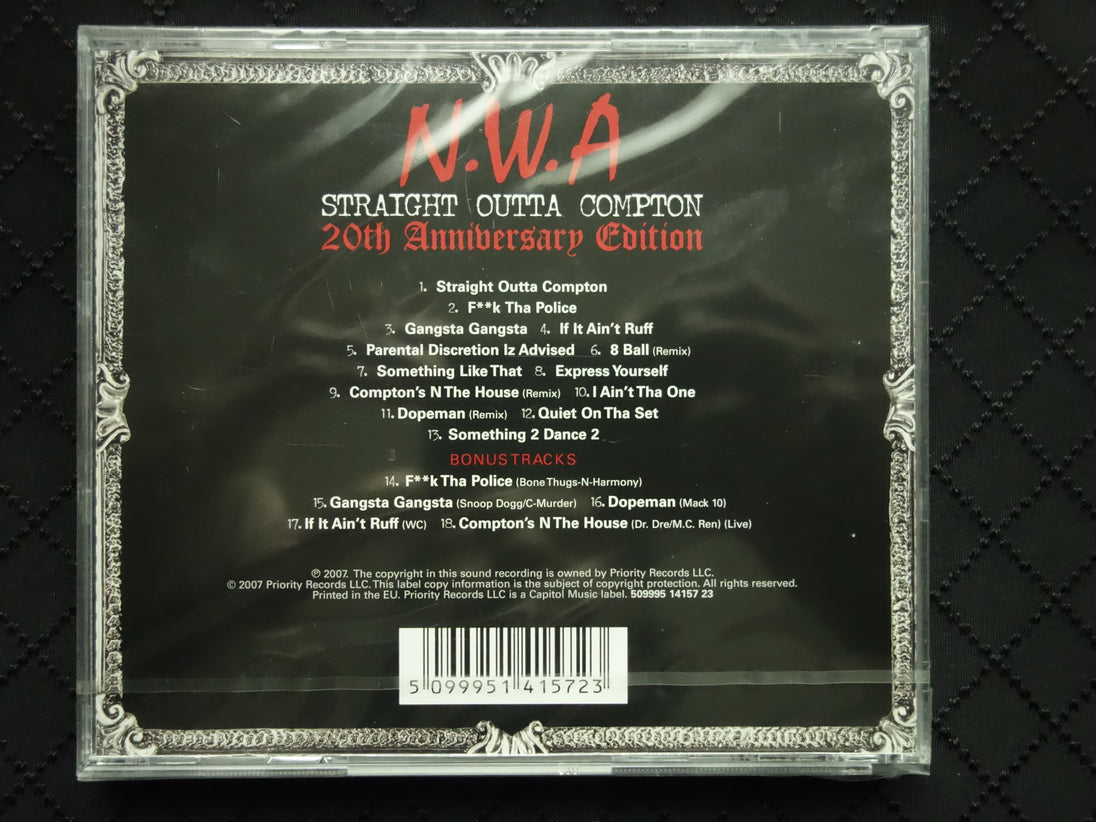 N.W.A
STRAIGHT OUTTA COMPTON
20th Anniversary Edition
1. Straight Outta Compton
2. F**k Tha Police
3. Gangsta Gangsta 4. If It Ain't Ruff
5. Parental Discretion Iz Advised 6. 8 Ball (Remix)
7. Something Like That 8. Express Yourself
9. Compton's N The House (Remix) 10. I Ain't Tha One
11. Dopeman (Remix) 12. Quiet On Tha Set
13. Something 2 Dance 2
BONUS TRACKS
14. F**k Tha Police (Bone Thugs-N-Harmony)
15. Gangsta Gangsta (Snoop Dogg/C-Murder) 16. Dopeman (Mack 10)
17. If It Ain't Ruff (WC) 18. Compton's N The House (Dr. Dre/M.C. Ren) (Live)
℗ 2007. The copyright in this sound recording is owned by Priority Records LLC.
© 2007 Priority Records LLC. This label copy information is the subject of copyright protection. All rights reserved.
Printed in the EU. Priority Records LLC is a Capitol Music label. 509995 14157 23
5 099951 415723